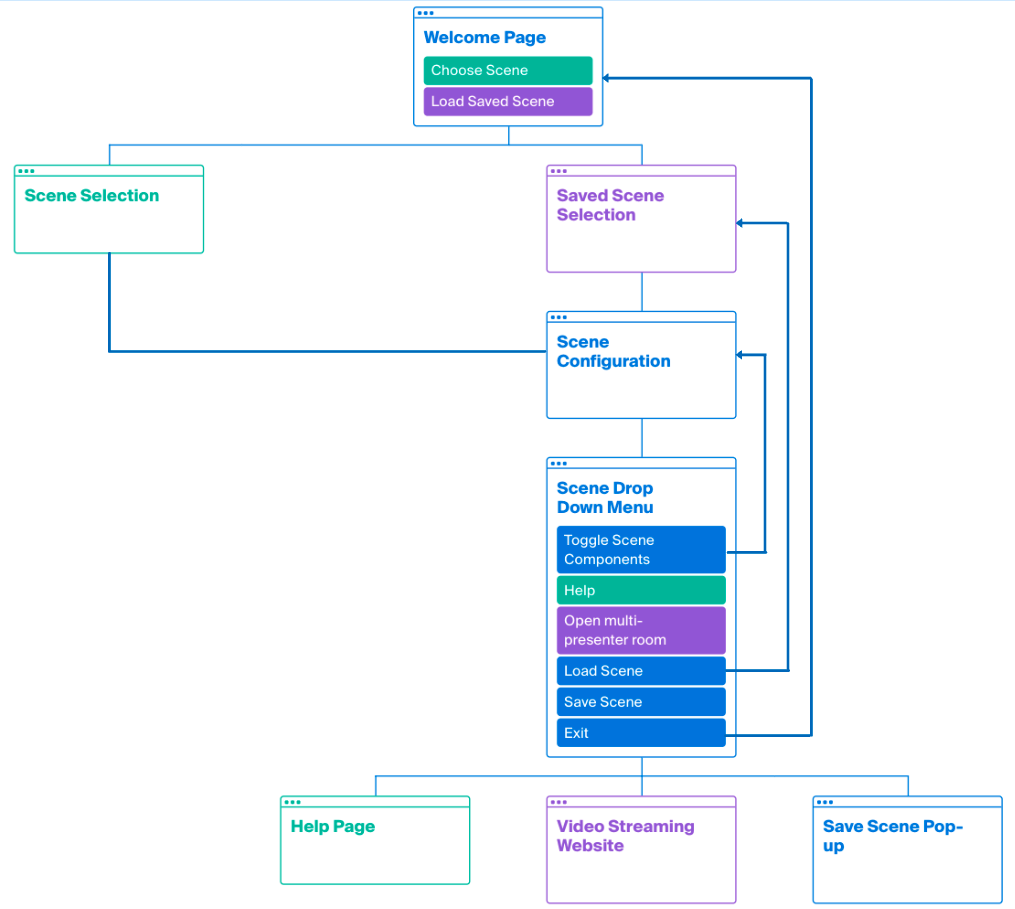 Welcome Page
Choose Scene
Load Saved Scene
Scene Selection
Saved Scene
Selection
Scene
Configuration
Scene Drop
Down Menu
Toggle Scene
Components
Help
Open multi-
presenter room
Load Scene
Save Scene
Exit
Help Page
Video Streaming
Website
Save Scene Pop-
up